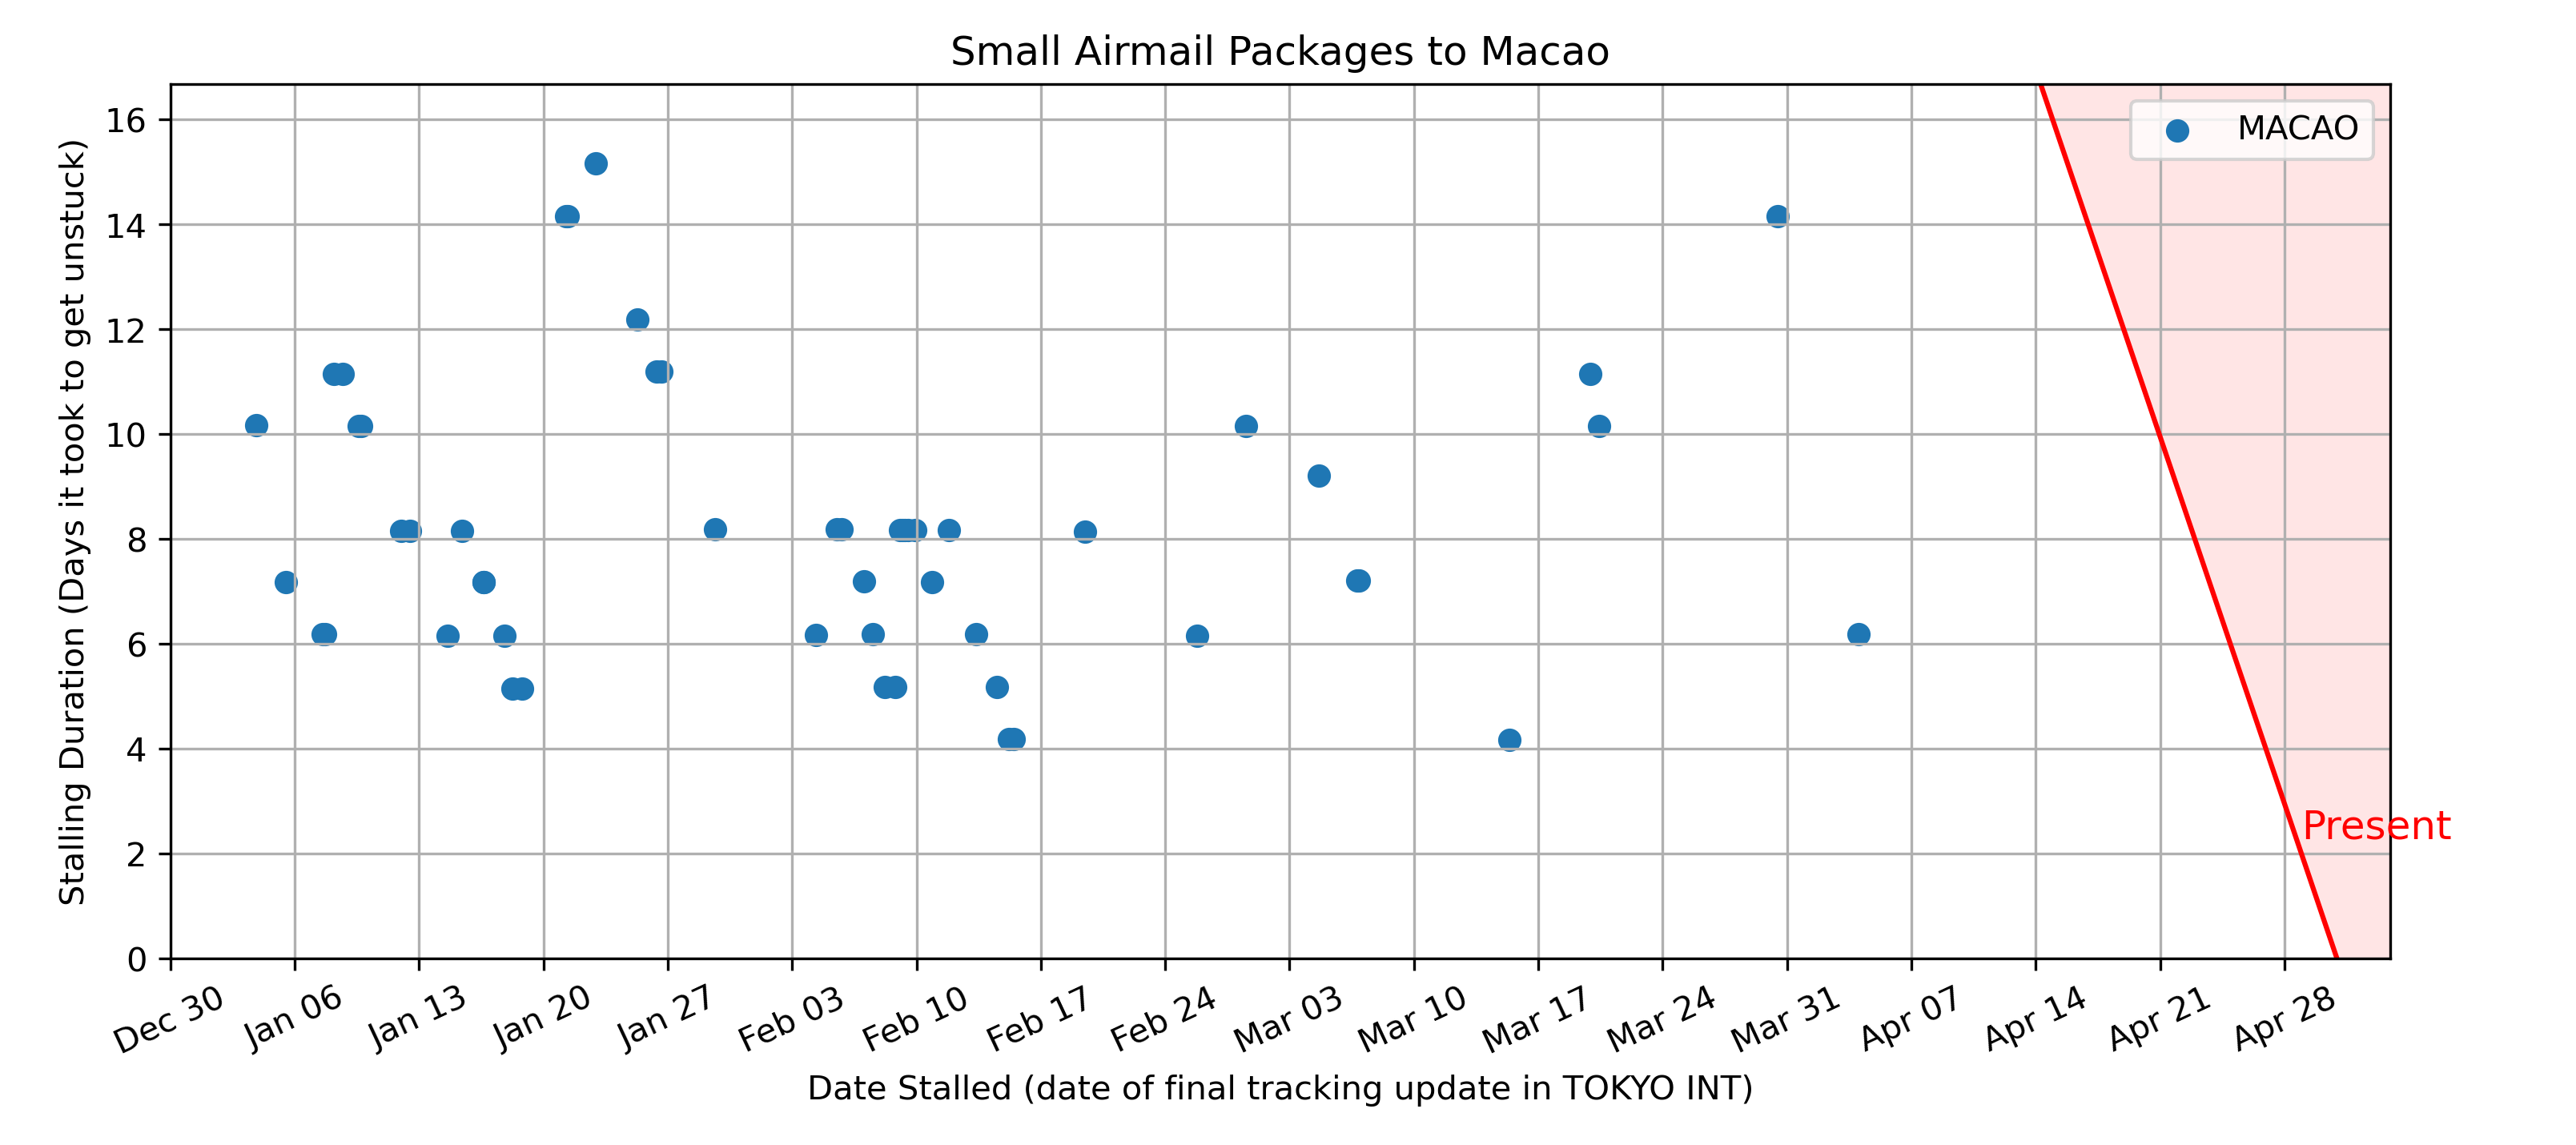 Small Airmail Packages to Macao
MACAO
Stalling Duration (Days it took to get unstuck)
16
14
12
10
8
6
4
2
0
Present
Dec 30
Jan 06
Jan 13
Jan 20
Jan 27
Feb 03
Feb 10
Feb 17
Feb 24
Mar 03
Mar 10
Mar 17
Mar 24
Mar 31
Apr 07
Apr 14
Apr 21
Apr 28
Date Stalled (date of final tracking update in TOKYO INT)